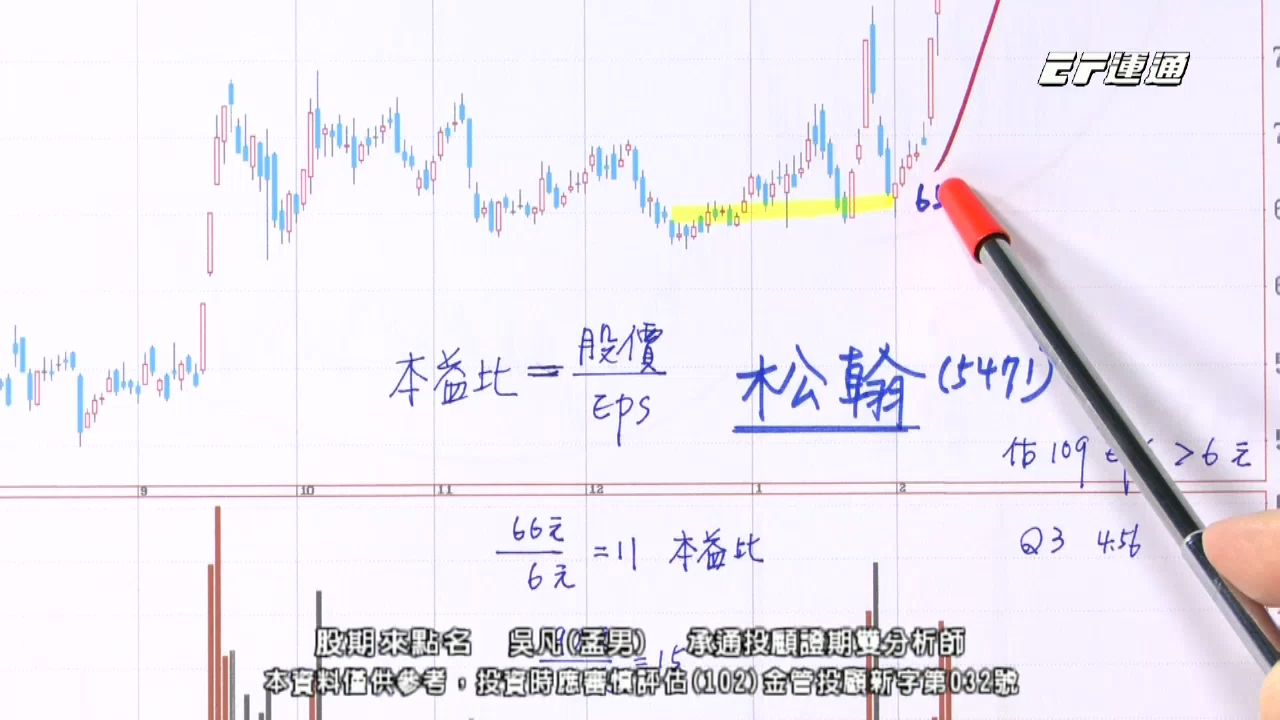 EF運通
65
本益比 = 股價 / Eps
松翰 (5471)
估 109 > 6 元
9 10 11 12 1 2
66元 / 6元 = 11 本益比
Q3 4.56
= 15
股期來點名 吳凡(孟男) 承通投顧證期雙分析師
本資料僅供參考,投資時應審慎評估(102)金管投顧新字第032號